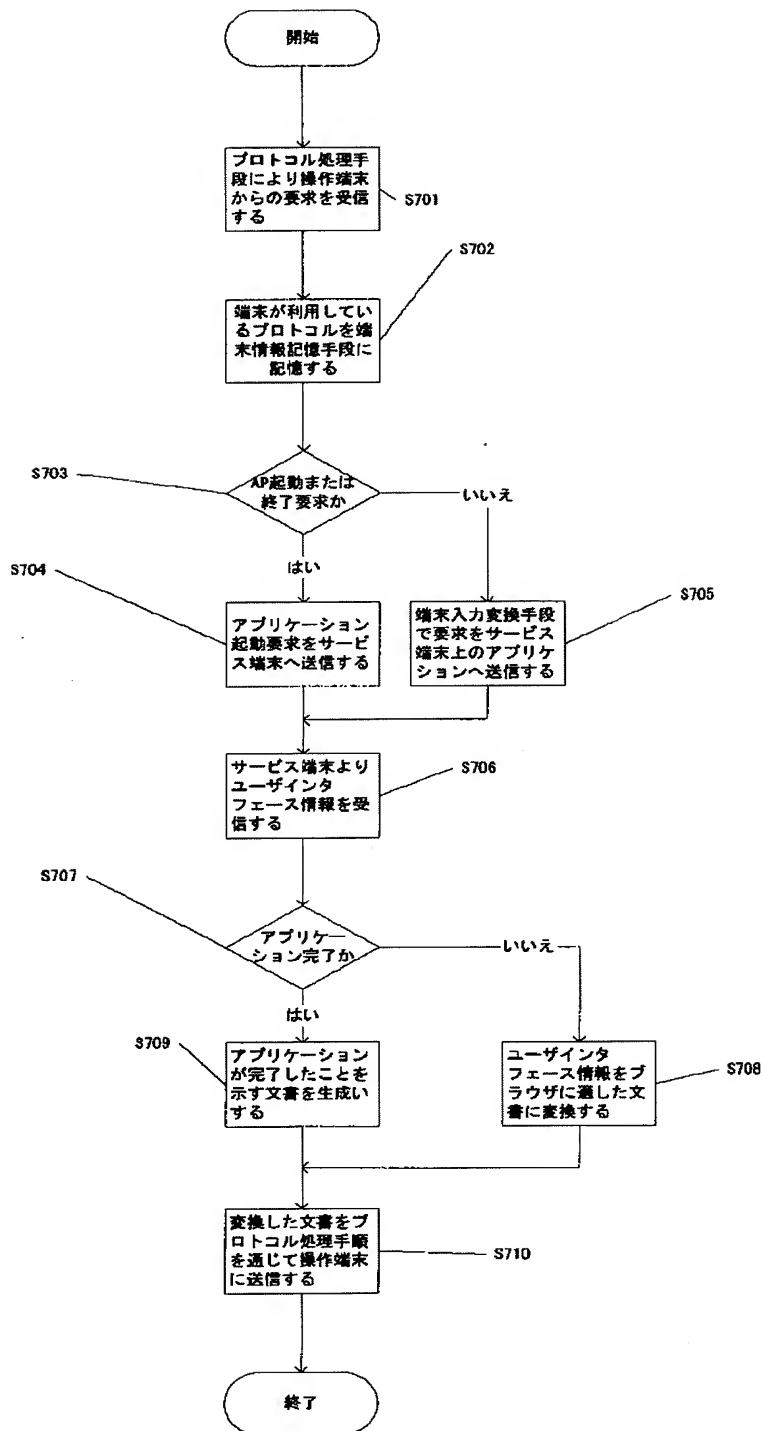 開始
プロトコル処理手
段により操作端末
からの要求を受信
する
S701
S702
端末が利用してい
るプロトコルを端
末情報記憶手段に
記憶する
S703
AP起動または
終了要求か
いいえ
はい
S704
アプリケーション
起動要求をサービ
ス端末へ送信する
端末入力変換手段
で要求をサービス
端末上のアプリケ
ションへ送信する
S705
サービス端末より
ユーザインタ
フェース情報を受
信する
S706
S707
アプリケー
ション完了か
いいえ
はい
S709
アプリケーション
が完了したことを
示す文書を生成い
する
ユーザインタ
フェース情報をブ
ラウザに適した文
書に変換する
S708
変換した文書をプ
ロトコル処理手順
を通じて操作端末
に送信する
S710
終了